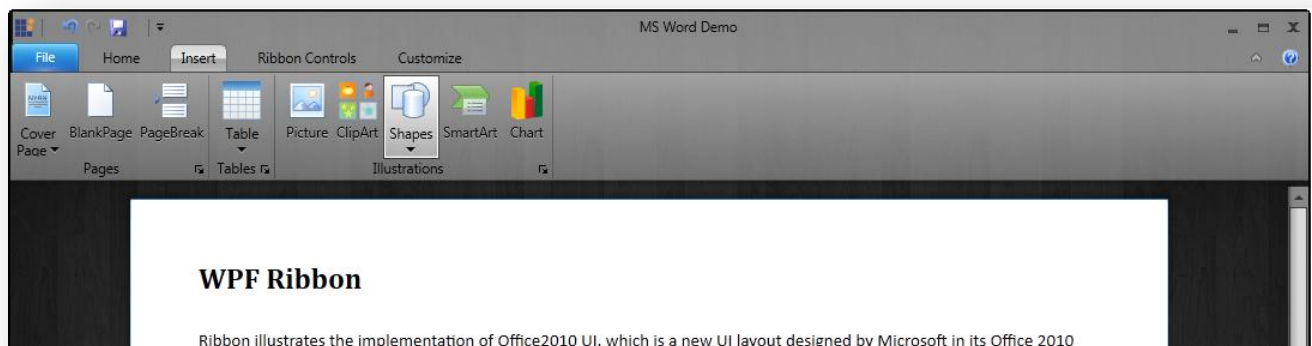 MS Word Demo
File Home Insert Ribbon Controls Customize
Cover Page BlankPage PageBreak Table Picture ClipArt Shapes SmartArt Chart
Pages Tables Illustrations
WPF Ribbon
Ribbon illustrates the implementation of Office2010 UI, which is a new UI layout designed by Microsoft in its Office 2010